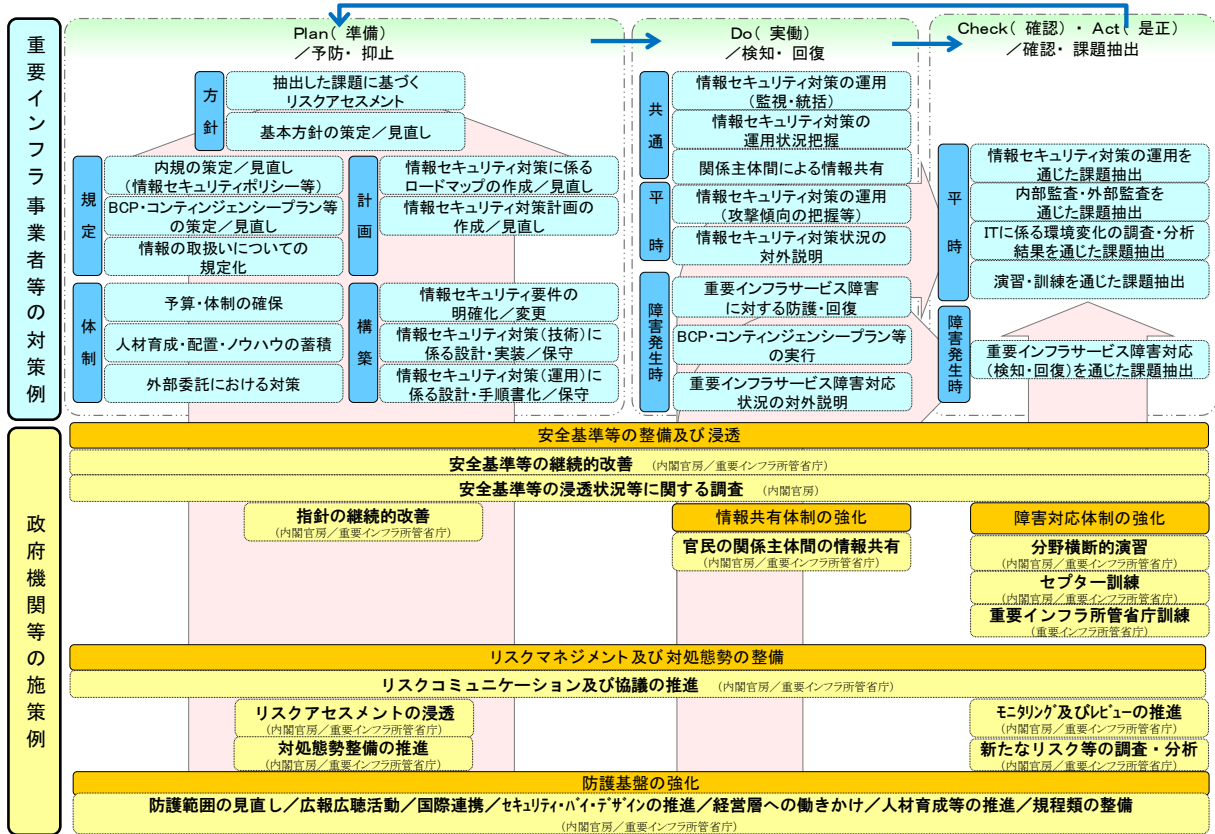 重要インフラ事業者等の対策例
Plan( 準備)
／予防・ 抑止
方針
抽出した課題に基づく
リスクアセスメント
基本方針の策定／見直し
規定
内規の策定／見直し
(情報セキュリティポリシー等)
BCP・コンティンジェンシープラン等
の策定／見直し
情報の取扱いについての
規定化
計画
情報セキュリティ対策に係る
ロードマップの作成／見直し
情報セキュリティ対策計画の
作成／見直し
体制
予算・体制の確保
人材育成・配置・ノウハウの蓄積
外部委託における対策
構築
情報セキュリティ要件の
明確化／変更
情報セキュリティ対策(技術)に
係る設計・実装／保守
情報セキュリティ対策(運用)に
係る設計・手順書化／保守
Do( 実働)
／検知・ 回復
共通
情報セキュリティ対策の運用
(監視・統括)
情報セキュリティ対策の
運用状況把握
関係主体間による情報共有
平時
情報セキュリティ対策の運用
(攻撃傾向の把握等)
情報セキュリティ対策状況の
対外説明
障害発生時
重要インフラサービス障害
に対する防護・回復
BCP・コンティンジェンシープラン等
の実行
重要インフラサービス障害対応
状況の対外説明
Check( 確認) ・ Act( 是正)
／確認・ 課題抽出
平時
情報セキュリティ対策の運用を
通じた課題抽出
内部監査・外部監査を
通じた課題抽出
ITに係る環境変化の調査・分析
結果を通じた課題抽出
演習・訓練を通じた課題抽出
障害発生時
重要インフラサービス障害対応
(検知・回復)を通じた課題抽出
政府機関等の施策例
安全基準等の整備及び浸透
安全基準等の継続的改善 (内閣官房／重要インフラ所管省庁)
安全基準等の浸透状況等に関する調査 (内閣官房)
指針の継続的改善
(内閣官房／重要インフラ所管省庁)
情報共有体制の強化
官民の関係主体間の情報共有
(内閣官房／重要インフラ所管省庁)
障害対応体制の強化
分野横断的演習
(内閣官房／重要インフラ所管省庁)
セプター訓練
(内閣官房／重要インフラ所管省庁)
重要インフラ所管省庁訓練
(重要インフラ所管省庁)
リスクマネジメント及び対処態勢の整備
リスクコミュニケーション及び協議の推進 (内閣官房／重要インフラ所管省庁)
リスクアセスメントの浸透
(内閣官房／重要インフラ所管省庁)
対処態勢整備の推進
(内閣官房／重要インフラ所管省庁)
ﾓﾆﾀﾘﾝｸﾞ及びﾚﾋﾞｭｰの推進
(内閣官房／重要インフラ所管省庁)
新たなリスク等の調査・分析
(内閣官房／重要インフラ所管省庁)
防護基盤の強化
防護範囲の見直し／広報広聴活動／国際連携／ｾｷｭﾘﾃｨ･ﾊﾞｲ･ﾃﾞｻﾞｲﾝの推進／経営層への働きかけ／人材育成等の推進／規程類の整備
(内閣官房／重要インフラ所管省庁)